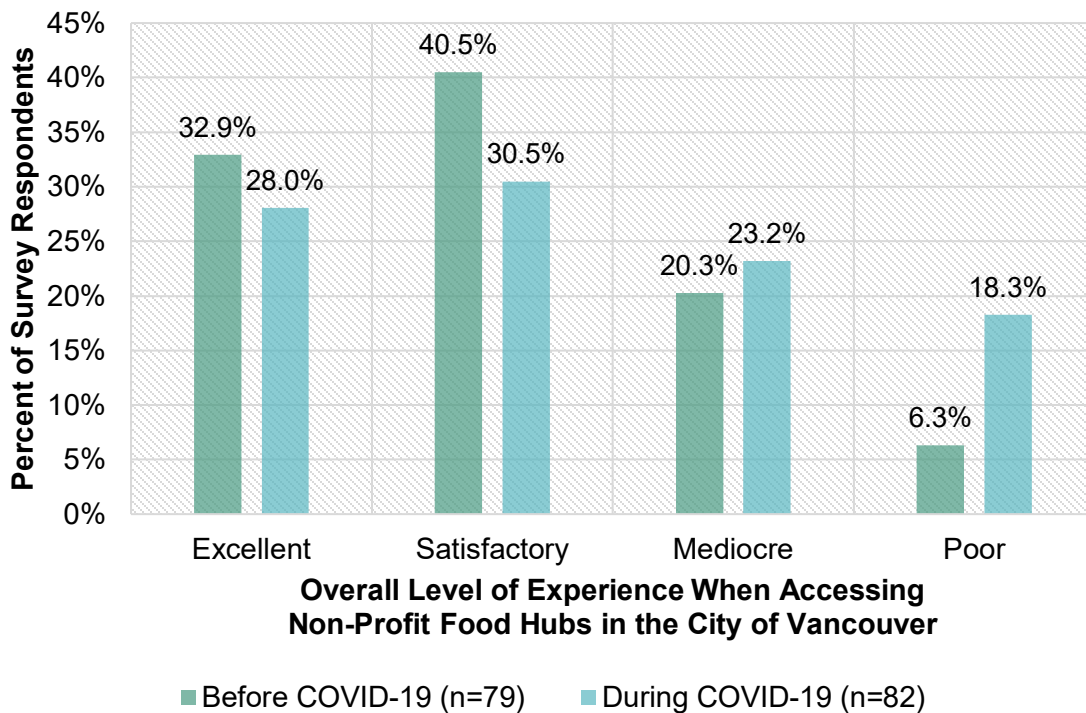 45%
40%
35%
30%
25%
20%
15%
10%
5%
0%
Percent of Survey Respondents
32.9%
28.0%
40.5%
30.5%
20.3%
23.2%
6.3%
18.3%
Excellent
Satisfactory
Mediocre
Poor
Overall Level of Experience When Accessing
Non-Profit Food Hubs in the City of Vancouver
Before COVID-19 (n=79)
During COVID-19 (n=82)